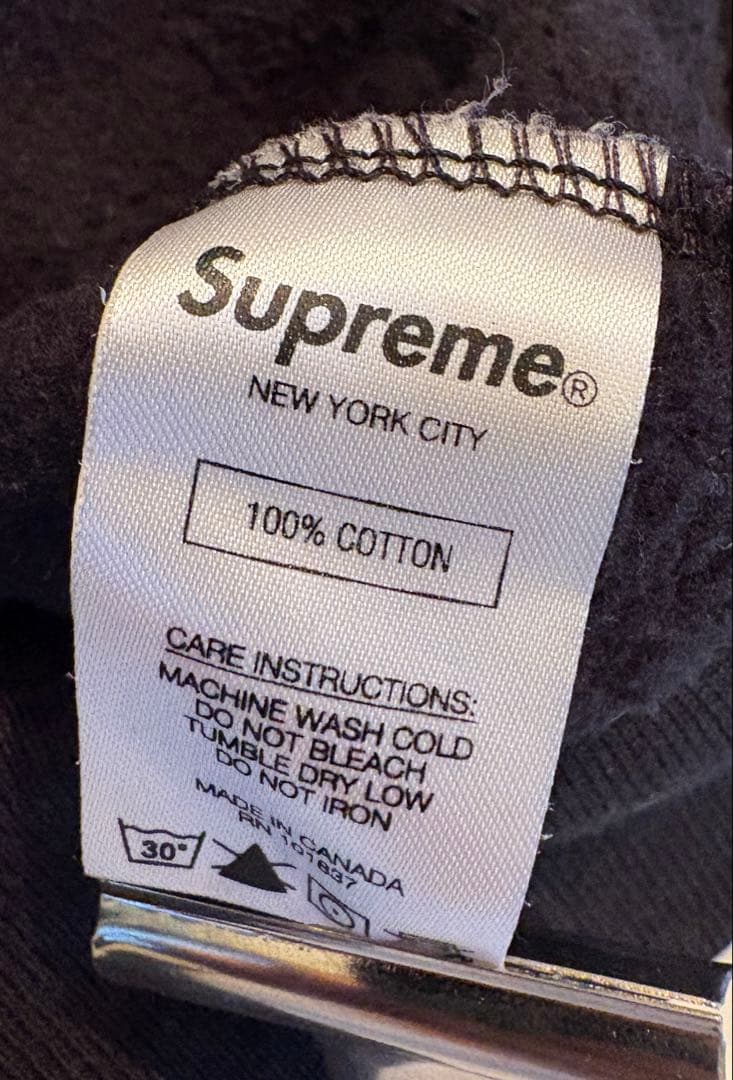 Supreme®
NEW YORK CITY
100% COTTON
CARE INSTRUCTIONS:
MACHINE WASH COLD
DO NOT BLEACH
TUMBLE DRY LOW
DO NOT IRON
MADE IN CANADA
RN 101837
30°